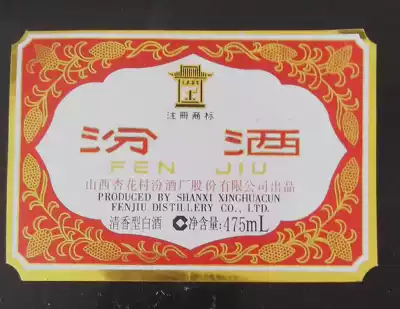 注册商标
汾酒
FEN JIU
山西杏花村汾酒厂股份有限公司出品
PRODUCED BY SHANXI XINGHUACUN
FENJIU DISTILLERY CO., LTD.
清香型白酒 净含量:475mL